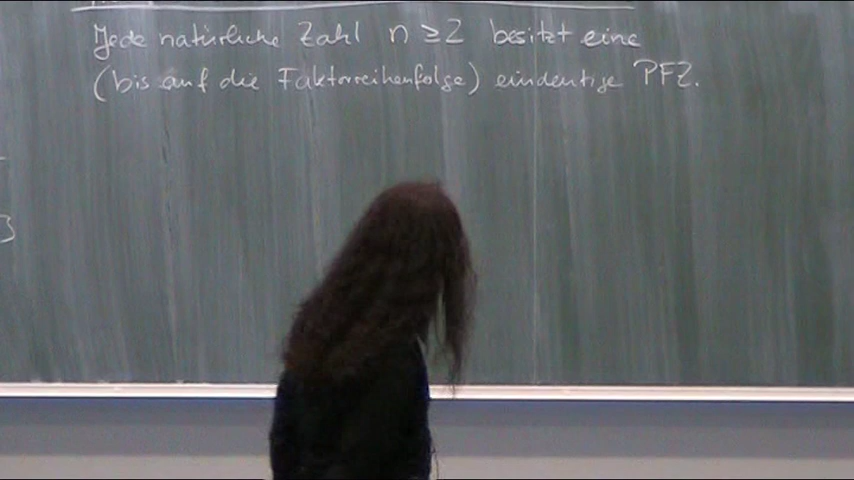 Jede natürliche Zahl n ≥ 2 besitzt eine
(bis auf die Faktorreihenfolge) eindeutige PFZ.